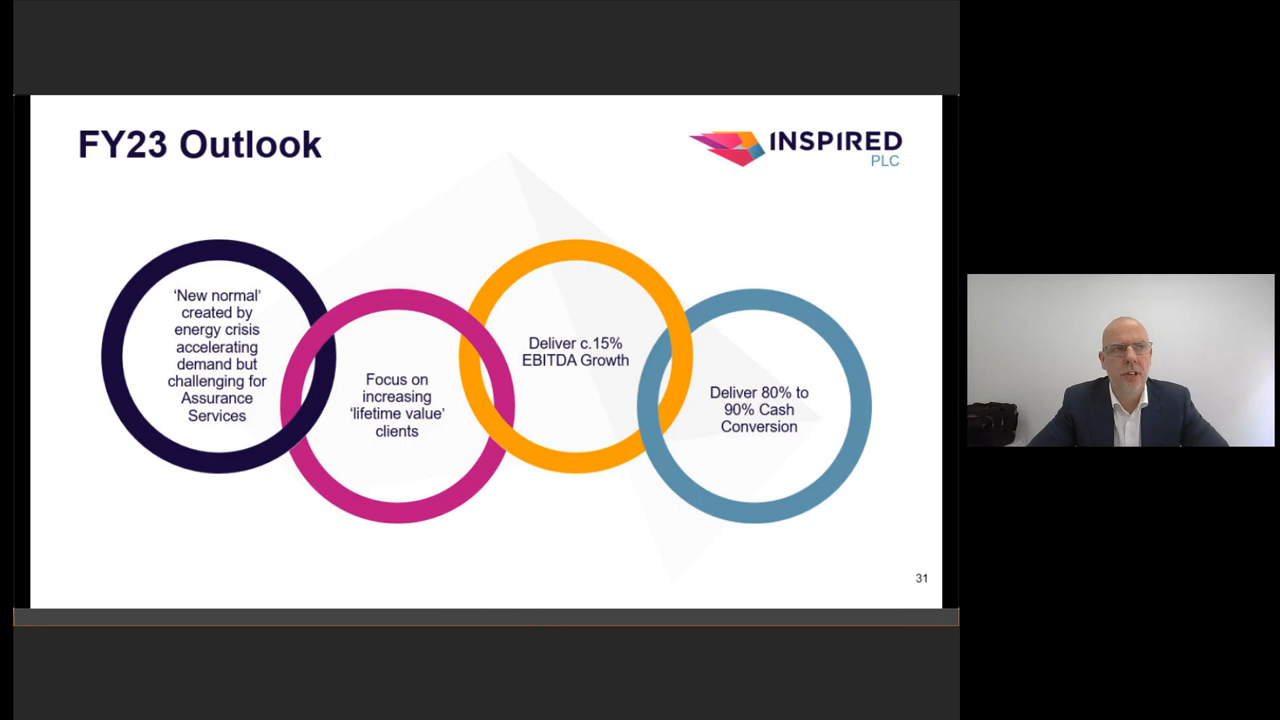 FY23 Outlook
INSPIRED
PLC
‘New normal’
created by
energy crisis
accelerating
demand but
challenging for
Assurance
Services
Focus on
increasing
‘lifetime value’
clients
Deliver c.15%
EBITDA Growth
Deliver 80% to
90% Cash
Conversion
31